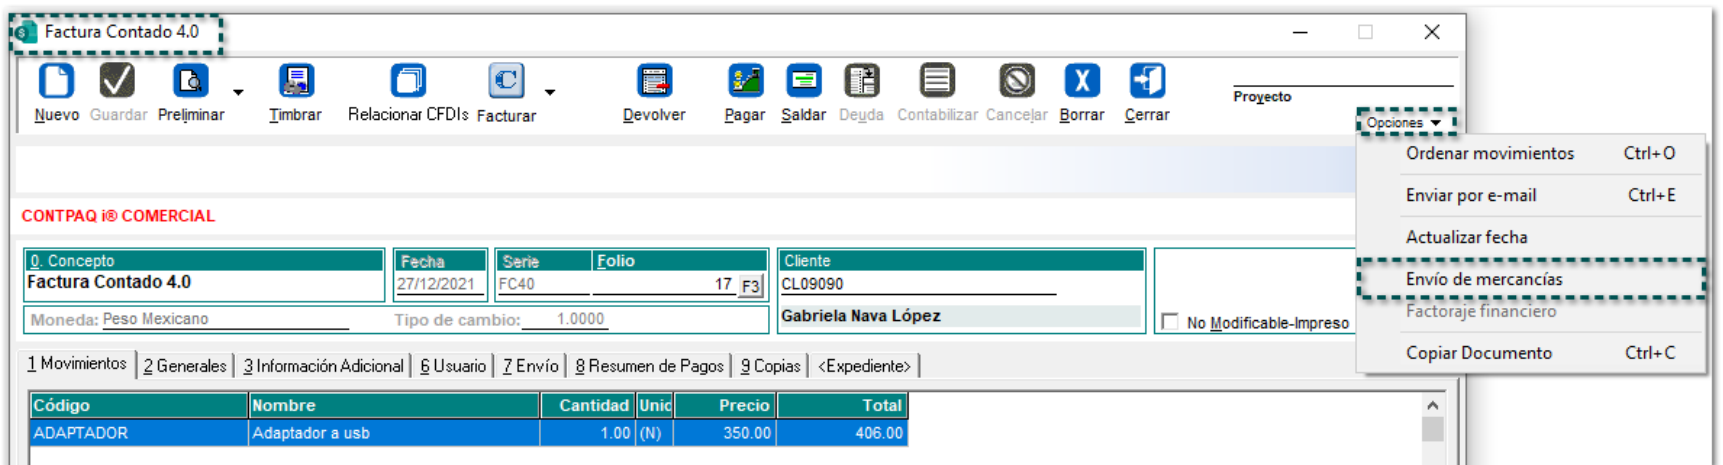 Factura Contado 4.0
Nuevo Guardar Preliminar Timbrar Relacionar CFDIs Facturar Devolver Pagar Saldar Deuda Contabilizar Cancelar Borrar Cerrar
Proyecto
Opciones
Ordenar movimientos Ctrl+O
Enviar por e-mail Ctrl+E
Actualizar fecha
Envío de mercancías
Factoraje financiero
Copiar Documento Ctrl+C
CONTPAQ i® COMERCIAL
0. Concepto Fecha Serie Folio Cliente
Factura Contado 4.0 27/12/2021 FC40 17 F3 CL09090
Moneda: Peso Mexicano Tipo de cambio: 1.0000 Gabriela Nava López No Modificable-Impreso
1 Movimientos 2 Generales 3 Información Adicional 6 Usuario 7 Envío 8 Resumen de Pagos 9 Copias <Expediente>
Código Nombre Cantidad Unid Precio Total
ADAPTADOR Adaptador a usb 1.00 (N) 350.00 406.00